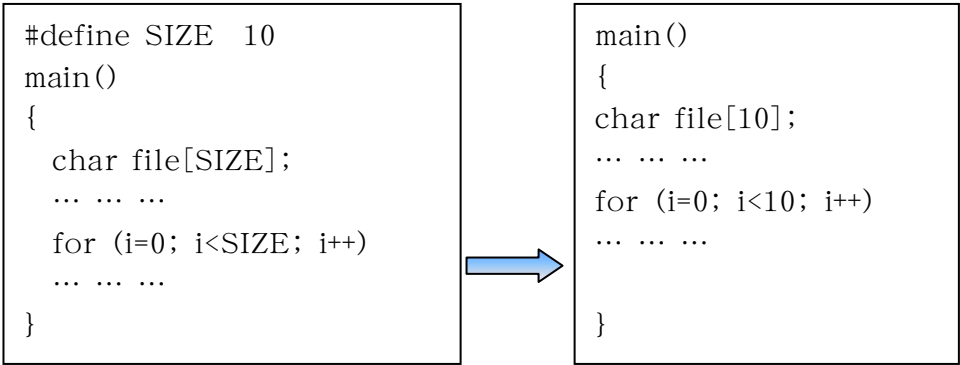 #define SIZE  10
main()
{
  char file[SIZE];
  … … …
  for (i=0; i<SIZE; i++)
  … … …
}
main()
{
char file[10];
… … …
for (i=0; i<10; i++)
… … …
}